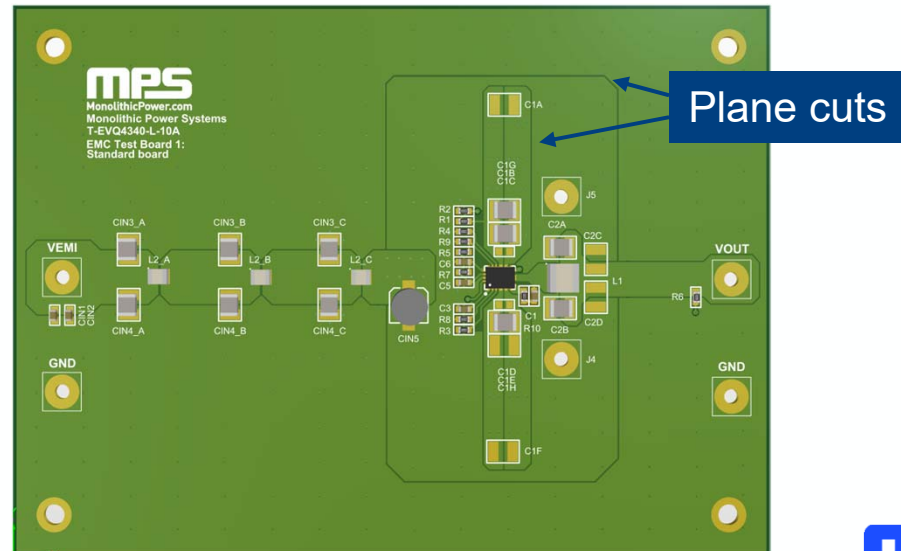 mps
MonolithicPower.com
Monolithic Power Systems
T-EVQ4340-L-10A
EMC Test Board 1:
Standard board
Plane cuts
C1A
C1G
C1B
C1C
J5
R2
R1
R4
R9
R5
C6
R7
C5
C2A
C2C
CIN3_A
CIN3_B
CIN3_C
VEMI
L2_A
L2_B
L2_C
VOUT
L1
R6
CIN1
CIN2
CIN4_A
CIN4_B
CIN4_C
CIN5
C3
R8
R3
C1
R10
C2B
C2D
GND
J4
GND
C1D
C1E
C1H
C1F